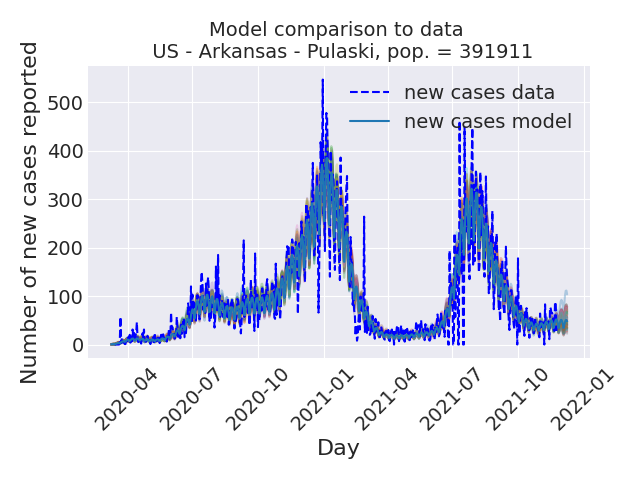 Model comparison to data
US - Arkansas - Pulaski, pop. = 391911
Number of new cases reported
500
400
300
200
100
0
new cases data
new cases model
2020-04
2020-07
2020-10
2021-01
2021-04
2021-07
2021-10
2022-01
Day